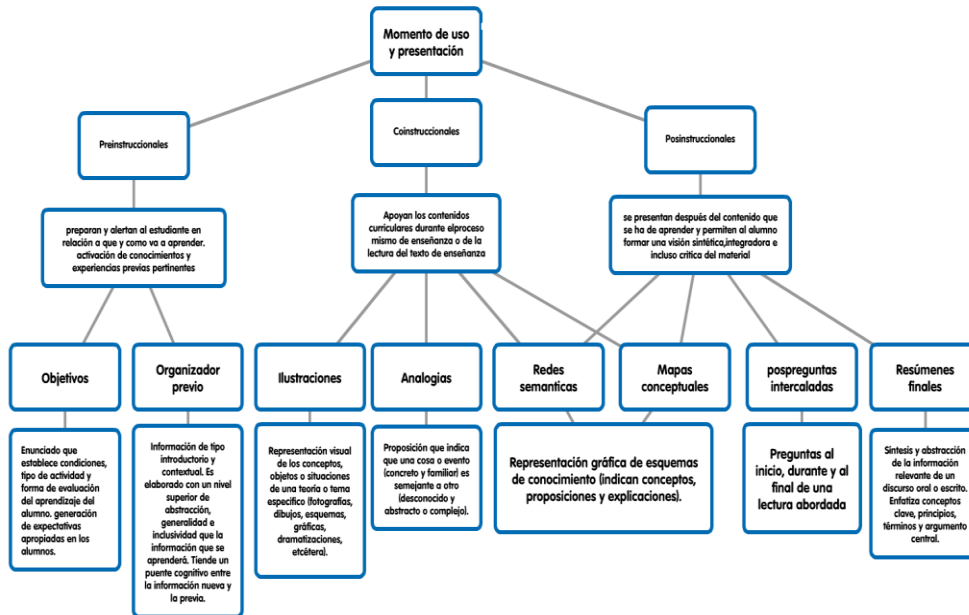 Momento de uso
y presentación
Preinstruccionales
Coinstruccionales
Posinstruccionales
preparan y alertan al estudiante en
relación a que y como va a aprender.
activación de conocimientos y
experiencias previas pertinentes
Apoyan los contenidos
curriculares durante elproceso
mismo de enseñanza o de la
lectura del texto de enseñanza
se presentan después del contenido que
se ha de aprender y permiten al alumno
formar una visión sintética,integradora e
incluso critica del material
Objetivos
Organizador
previo
Ilustraciones
Analogias
Redes
semanticas
Mapas
conceptuales
pospreguntas
intercaladas
Resúmenes
finales
Enunciado que
establece condiciones,
tipo de actividad y
forma de evaluación
del aprendizaje del
alumno. generación de
expectativas
apropiadas en los
alumnos.
Información de tipo
introductorio y
contextual. Es
elaborado con un nivel
superior de
abstracción,
generalidad e
inclusividad que la
información que se
aprenderá. Tiende un
puente cognitivo entre
la información nueva y
la previa.
Representación visual
de los conceptos,
objetos o situaciones
de una teoría o tema
especifico (fotografías,
dibujos, esquemas,
gráficas,
dramatizaciones,
etcétera).
Proposición que indica
que una cosa o evento
(concreto y familiar) es
semejante a otro
(desconocido y
abstracto o complejo).
Representación gráfica de esquemas
de conocimiento (indican conceptos,
proposiciones y explicaciones).
Preguntas al
inicio, durante y al
final de una
lectura abordada
Síntesis y abstracción
de la información
relevante de un
discurso oral o escrito.
Enfatiza conceptos
clave, principios,
términos y argumento
central.